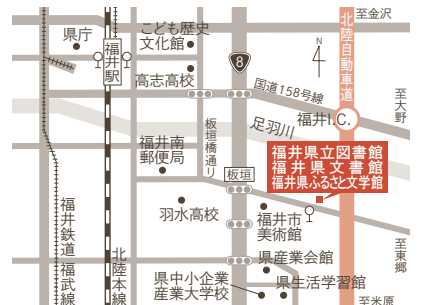 至金沢
県庁
こども歴史
文化館
福井駅
高志高校
N
8
北陸自動車道
国道158号線
至大野
足羽川
福井I.C.
板垣橋通り
福井南
郵便局
福井県立図書館
福井県文書館
福井県ふるさと文学館
板垣
羽水高校
福井市
美術館
至東郷
福井鉄道
福武線
北陸本線
県産業会館
県中小企業
産業大学校
県生活学習館
至米原